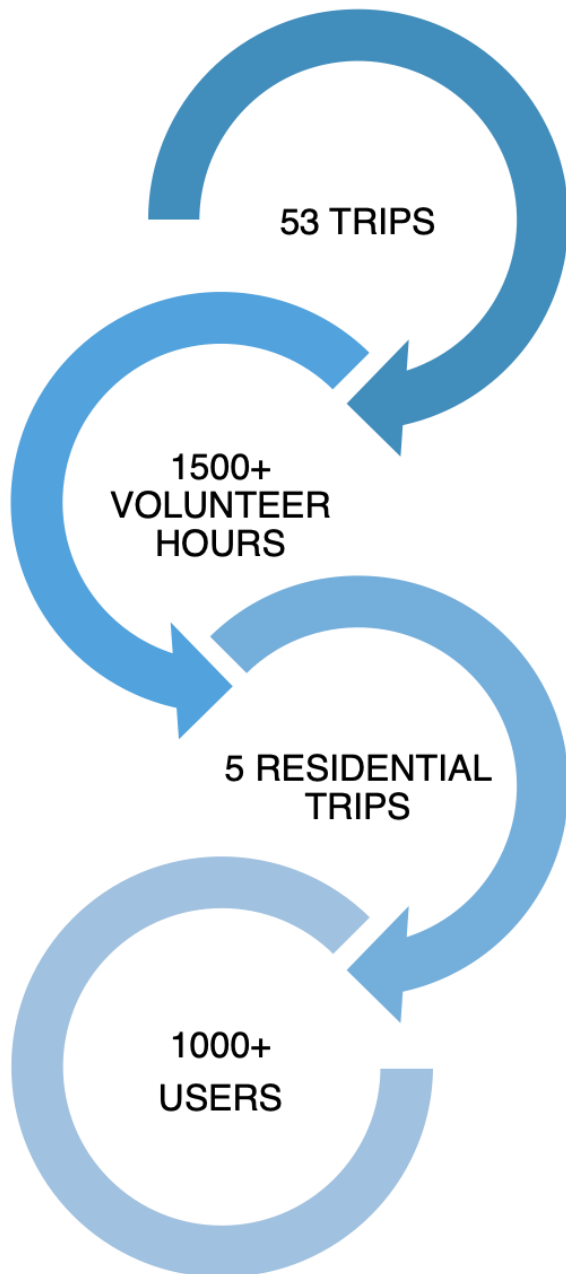 53 TRIPS
1500+
VOLUNTEER
HOURS
5 RESIDENTIAL
TRIPS
1000+
USERS